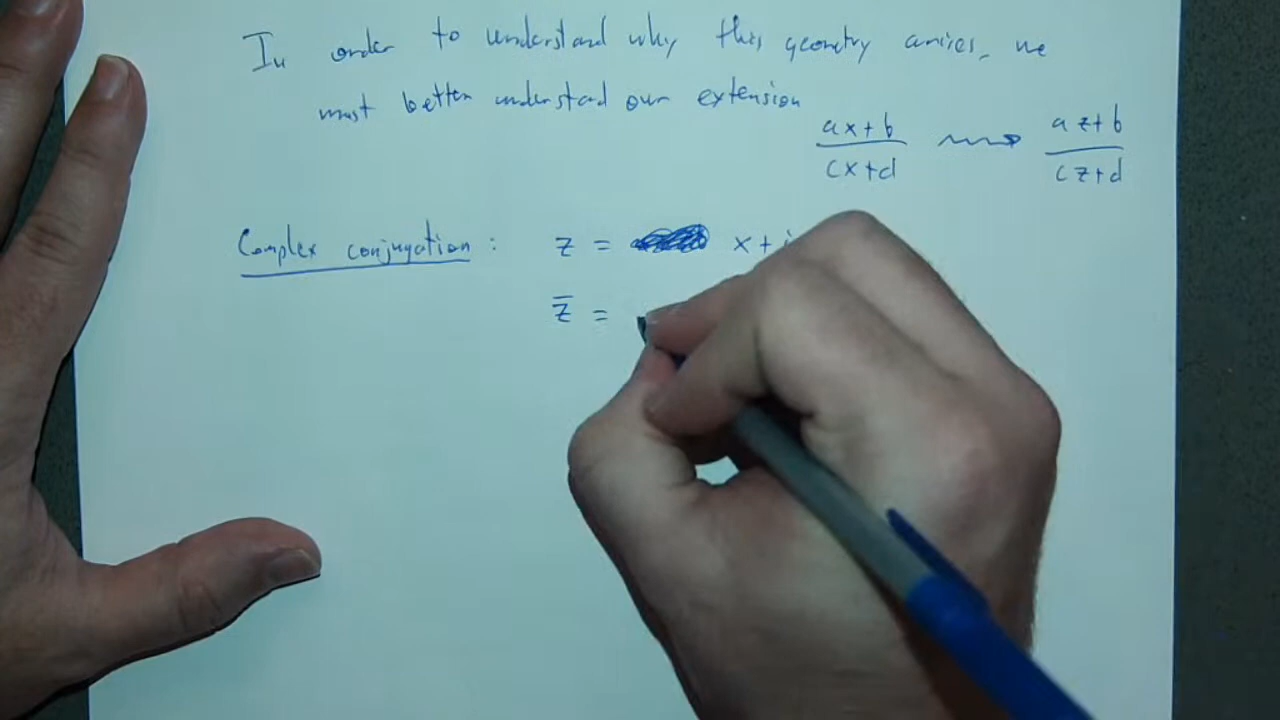 In order to understand why this geometry arises, we
must better understand our extension
ax+b / cx+d ⟿ az+b / cz+d
Complex conjugation : z = x + i
z̄ =